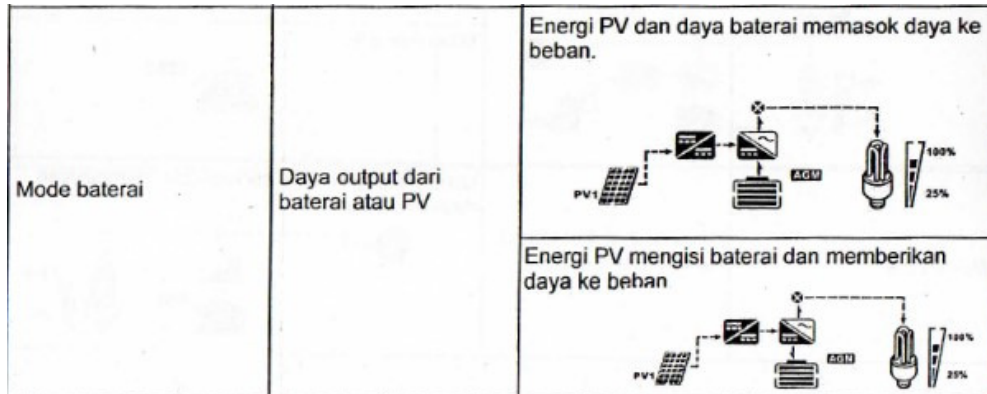 Mode baterai
Daya output dari
baterai atau PV
Energi PV dan daya baterai memasok daya ke
beban.
100%
AGM
PV1
25%
Energi PV mengisi baterai dan memberikan
daya ke beban
100%
AGM
PV1
25%